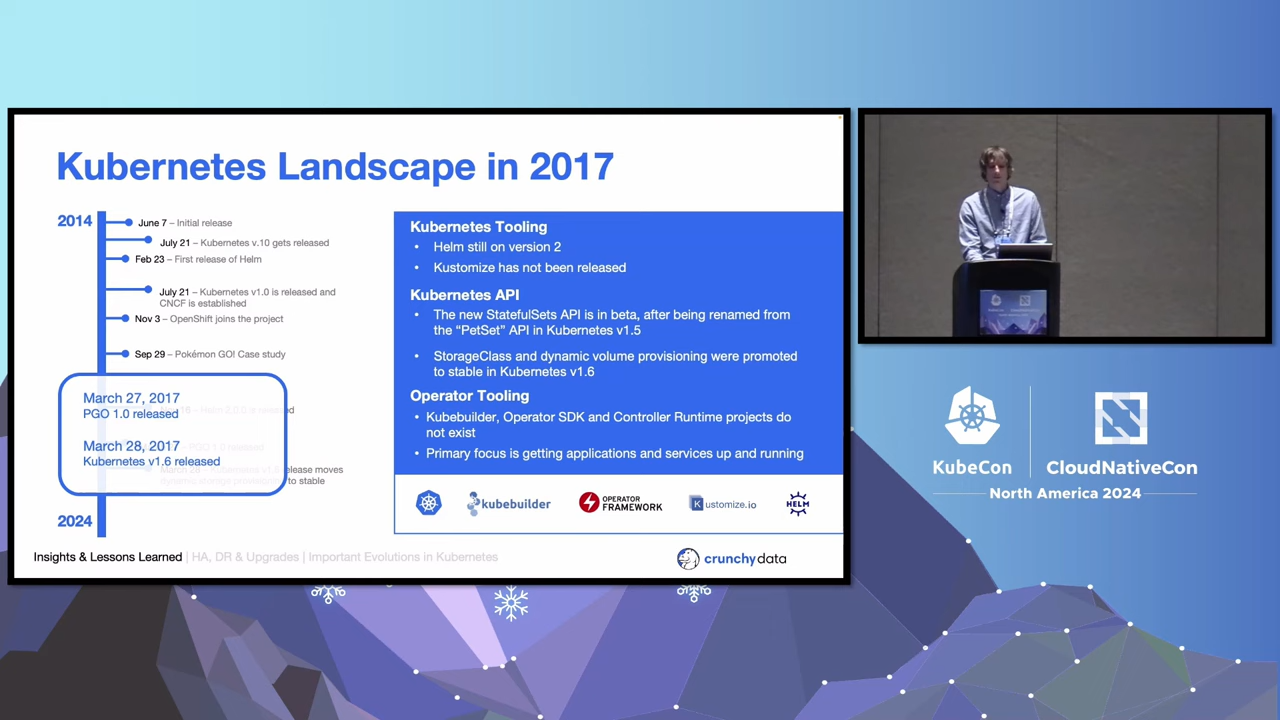 Kubernetes Landscape in 2017
2014
June 7 – Initial release
July 21 – Kubernetes v.10 gets released
Feb 23 – First release of Helm
July 21 – Kubernetes v1.0 is released and
CNCF is established
Nov 3 – OpenShift joins the project
Sep 29 – Pokémon GO! Case study
March 27, 2017
PGO 1.0 released
March 28, 2017
Kubernetes v1.6 released
release moves
to stable
2024
Kubernetes Tooling
• Helm still on version 2
• Kustomize has not been released
Kubernetes API
• The new StatefulSets API is in beta, after being renamed from
the “PetSet” API in Kubernetes v1.5
• StorageClass and dynamic volume provisioning were promoted
to stable in Kubernetes v1.6
Operator Tooling
• Kubebuilder, Operator SDK and Controller Runtime projects do
not exist
• Primary focus is getting applications and services up and running
kubebuilder
OPERATOR
FRAMEWORK
Kustomize.io
HELM
Insights & Lessons Learned | HA, DR & Upgrades | Important Evolutions in Kubernetes
crunchydata
KubeCon
CloudNativeCon
North America 2024